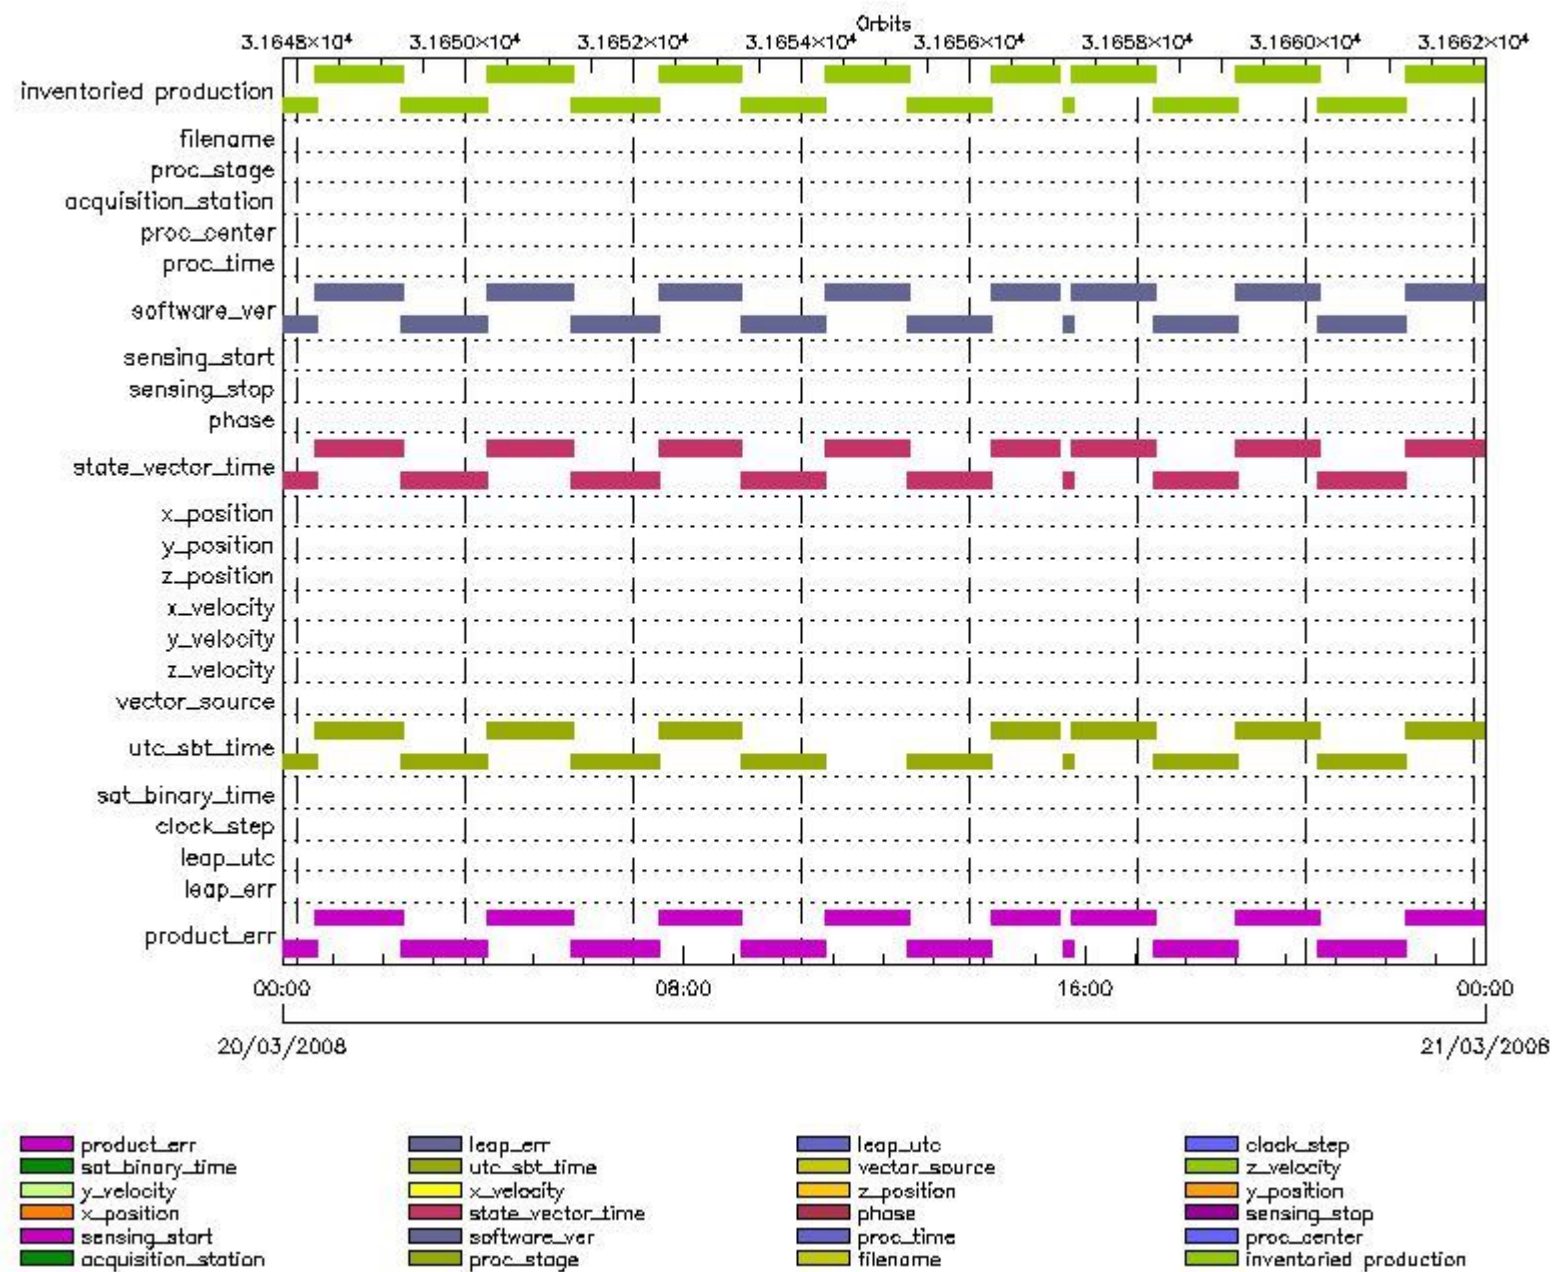 Orbits
3.1648×10⁴ 3.1650×10⁴ 3.1652×10⁴ 3.1654×10⁴ 3.1656×10⁴ 3.1658×10⁴ 3.1660×10⁴ 3.1662×10⁴
inventoried production
filename
proc_stage
acquisition_station
proc_center
proc_time
software_ver
sensing_start
sensing_stop
phase
state_vector_time
x_position
y_position
z_position
x_velocity
y_velocity
z_velocity
vector_source
utc_sbt_time
sat_binary_time
clock_step
leap_utc
leap_err
product_err
00:00 08:00 16:00 00:00
20/03/2008 21/03/2008
product_err leap_err leap_utc clock_step
sat_binary_time utc_sbt_time vector_source z_velocity
y_velocity x_velocity z_position y_position
x_position state_vector_time phase sensing_stop
sensing_start software_ver proc_time proc_center
acquisition_station proc_stage filename inventoried production